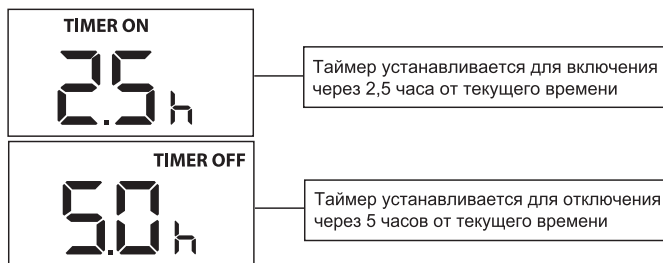 TIMER ON
2.5 h
Таймер устанавливается для включения
через 2,5 часа от текущего времени
TIMER OFF
5.0 h
Таймер устанавливается для отключения
через 5 часов от текущего времени